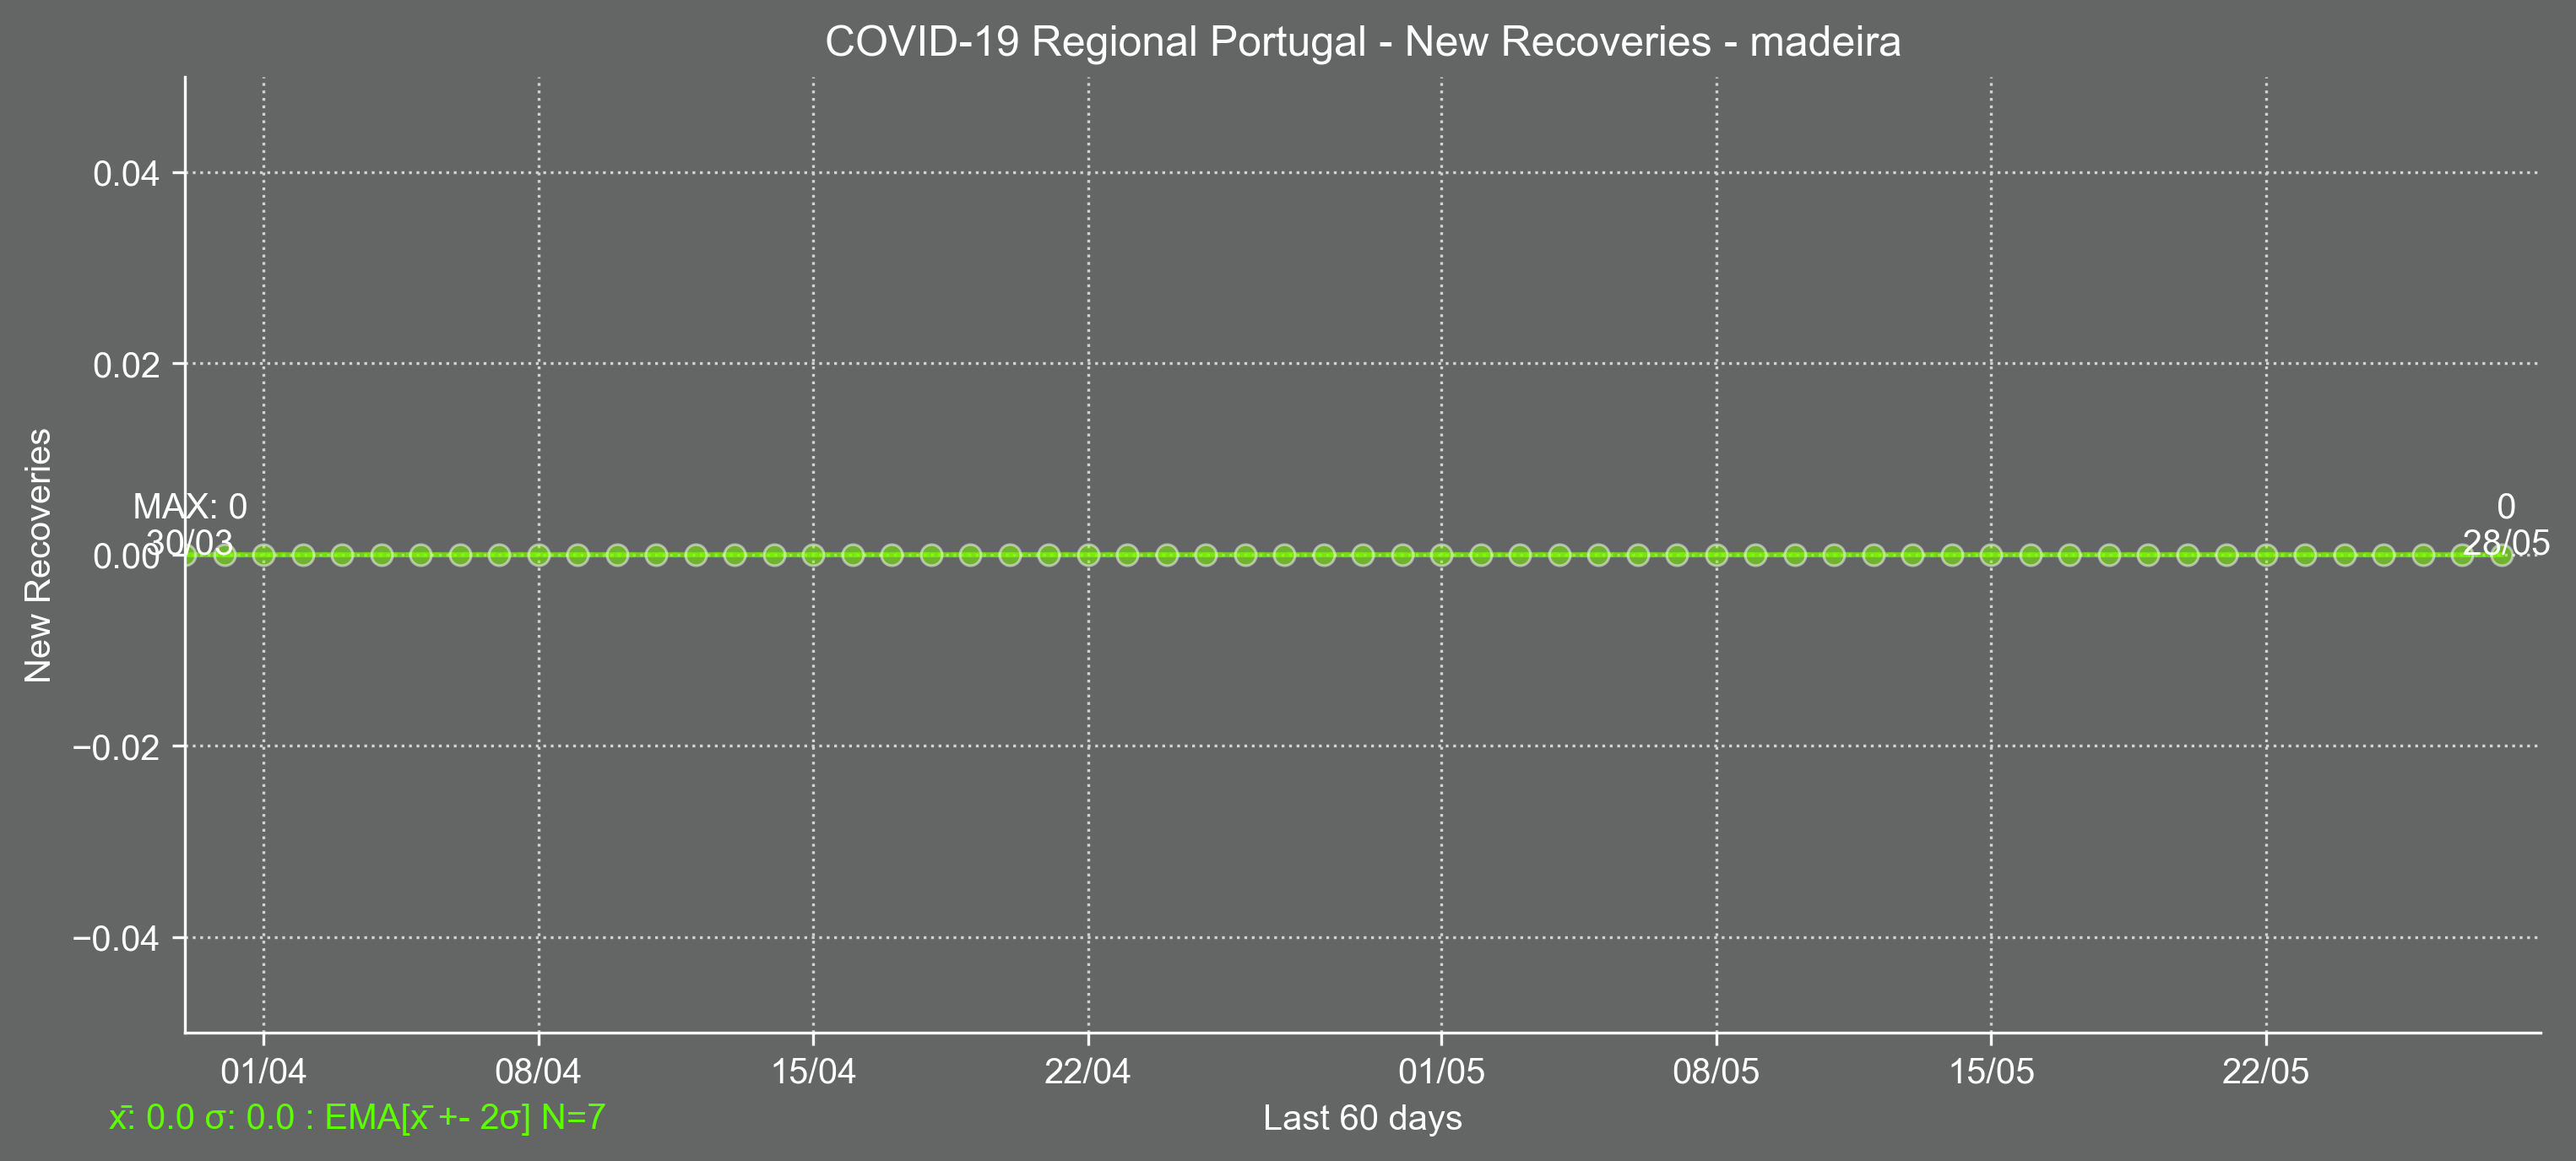 COVID-19 Regional Portugal - New Recoveries - madeira
New Recoveries
0.04
0.02
0.00
−0.02
−0.04
MAX: 0
30/03
0
28/05
01/04 08/04 15/04 22/04 01/05 08/05 15/05 22/05
x̄: 0.0 σ: 0.0 : EMA[x̄ +- 2σ] N=7
Last 60 days